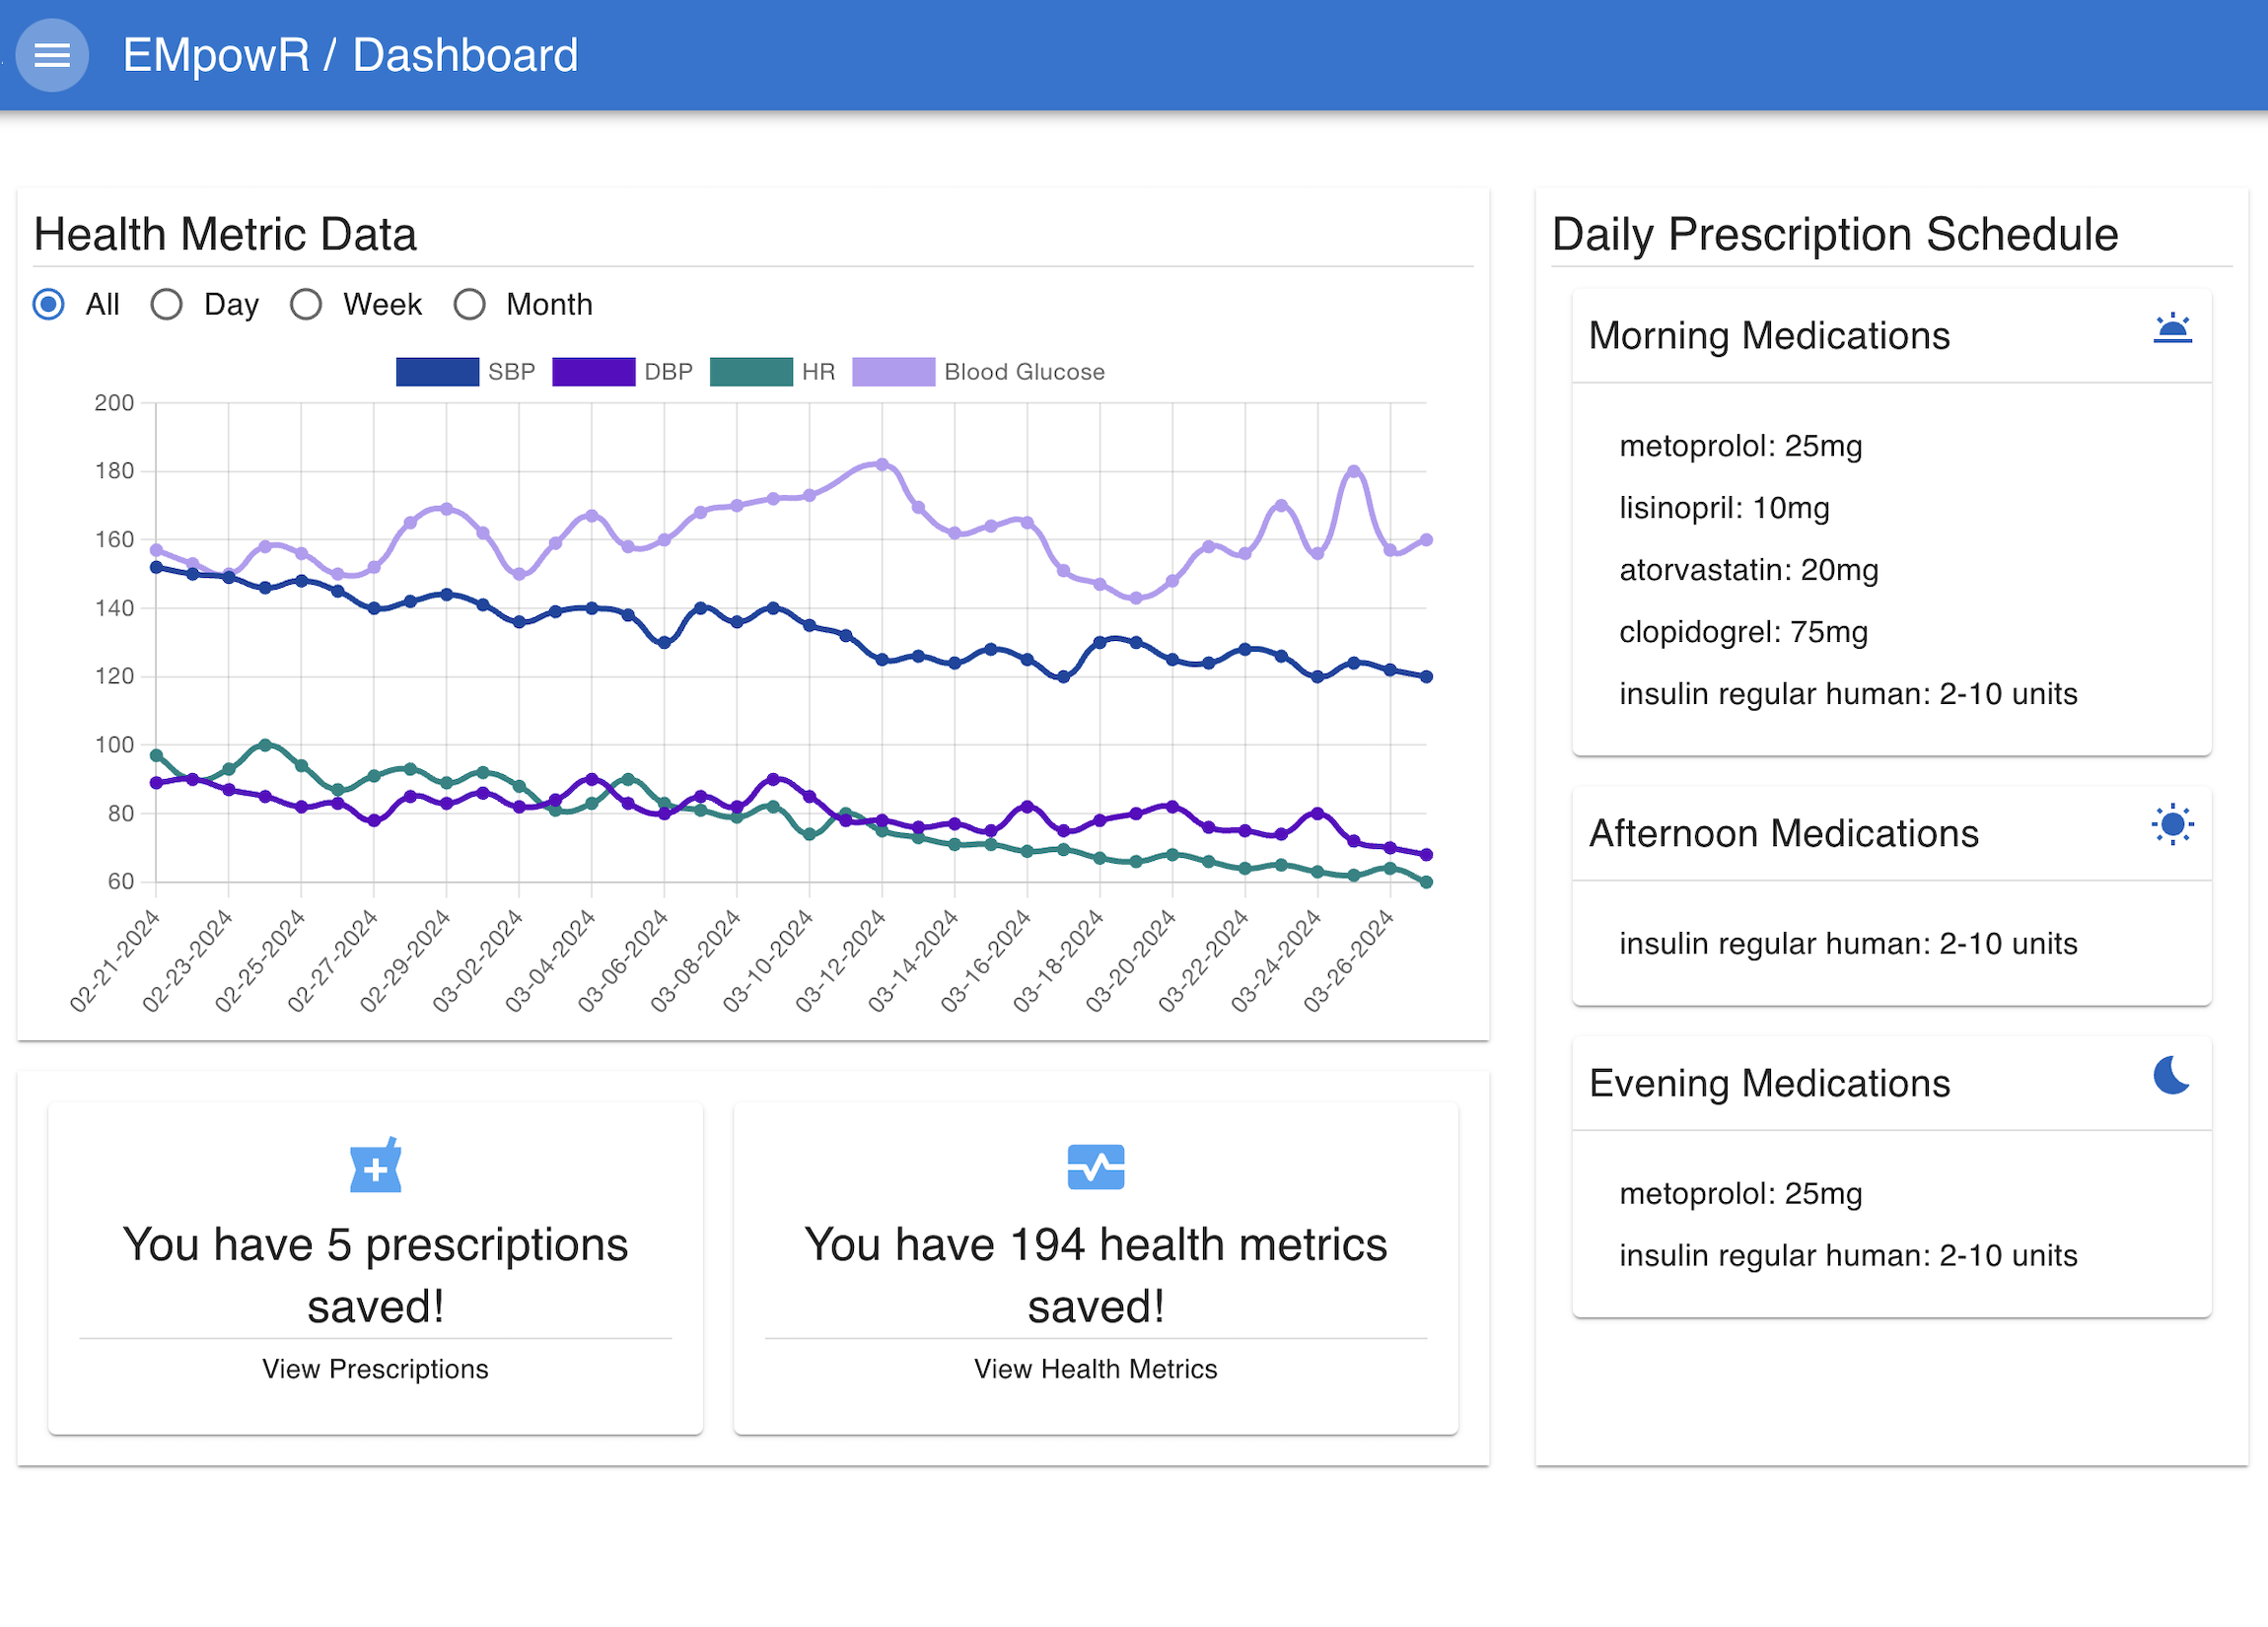 EMpowR / Dashboard
Health Metric Data
All Day Week Month
SBP DBP HR Blood Glucose
200
180
160
140
120
100
80
60
02-21-2024
02-23-2024
02-25-2024
02-27-2024
02-29-2024
03-02-2024
03-04-2024
03-06-2024
03-08-2024
03-10-2024
03-12-2024
03-14-2024
03-16-2024
03-18-2024
03-20-2024
03-22-2024
03-24-2024
03-26-2024
You have 5 prescriptions
saved!
View Prescriptions
You have 194 health metrics
saved!
View Health Metrics
Daily Prescription Schedule
Morning Medications
metoprolol: 25mg
lisinopril: 10mg
atorvastatin: 20mg
clopidogrel: 75mg
insulin regular human: 2-10 units
Afternoon Medications
insulin regular human: 2-10 units
Evening Medications
metoprolol: 25mg
insulin regular human: 2-10 units